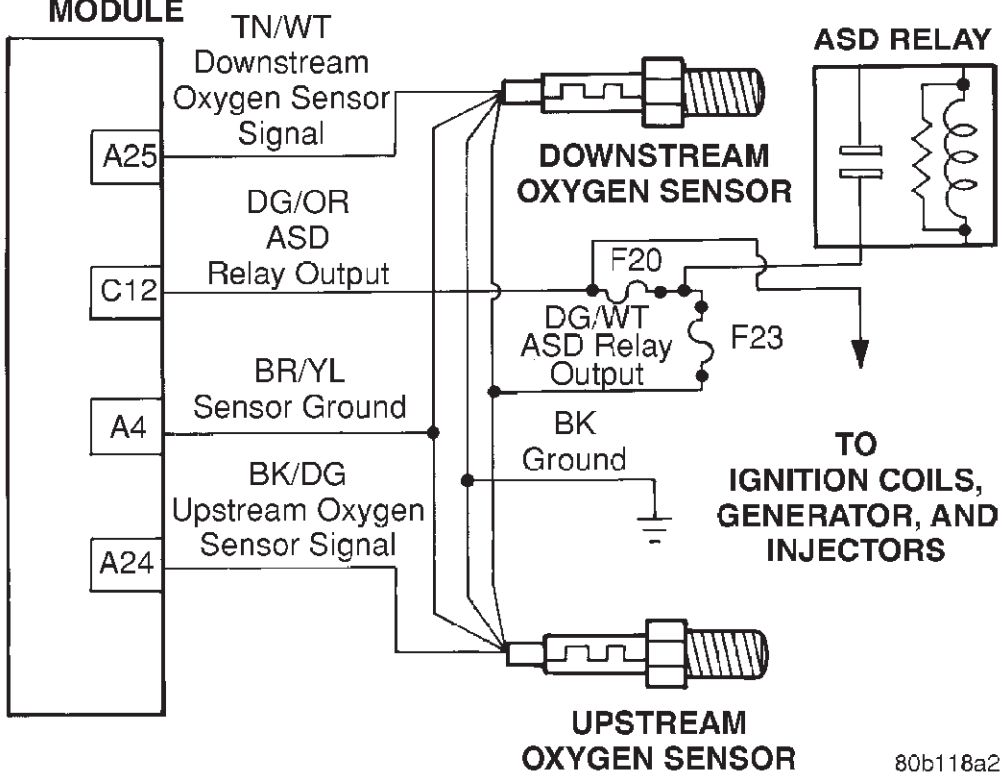 MODULE
TN/WT
Downstream
Oxygen Sensor
Signal
A25
DG/OR
ASD
Relay Output
C12
BR/YL
Sensor Ground
A4
BK/DG
Upstream Oxygen
Sensor Signal
A24
DOWNSTREAM
OXYGEN SENSOR
ASD RELAY
F20
DG/WT
ASD Relay
Output
F23
BK
Ground
TO
IGNITION COILS,
GENERATOR, AND
INJECTORS
UPSTREAM
OXYGEN SENSOR
80b118a2